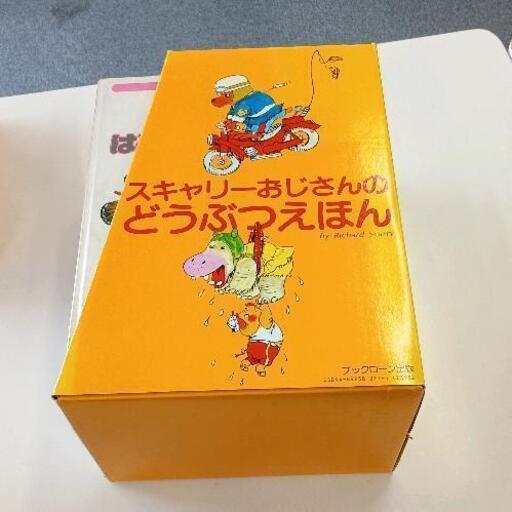 は
スキャリーおじさんの
どうぶつえほん
by Richard Scarry
ブックローン出版